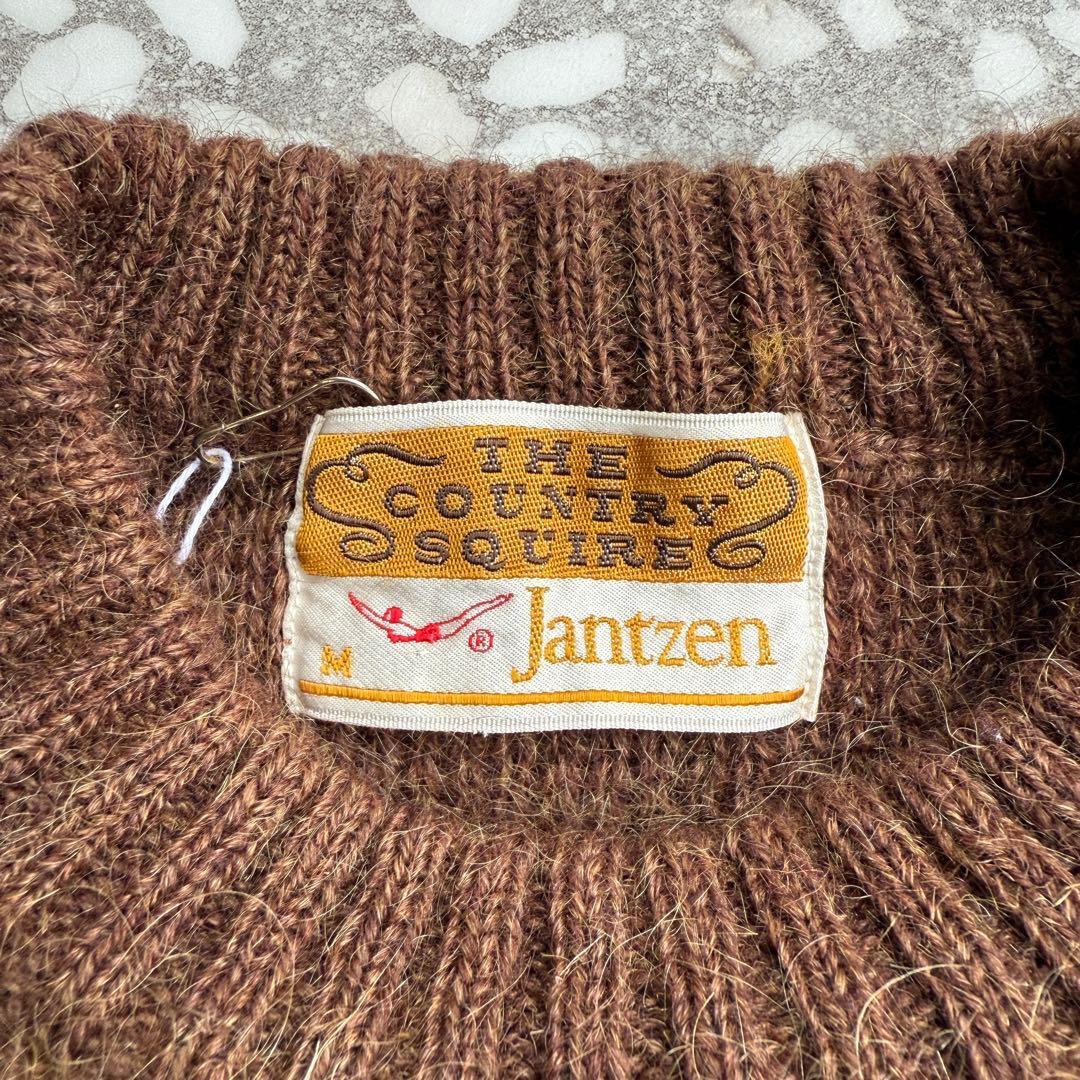 THE
COUNTRY
SQUIRE
® Jantzen
M